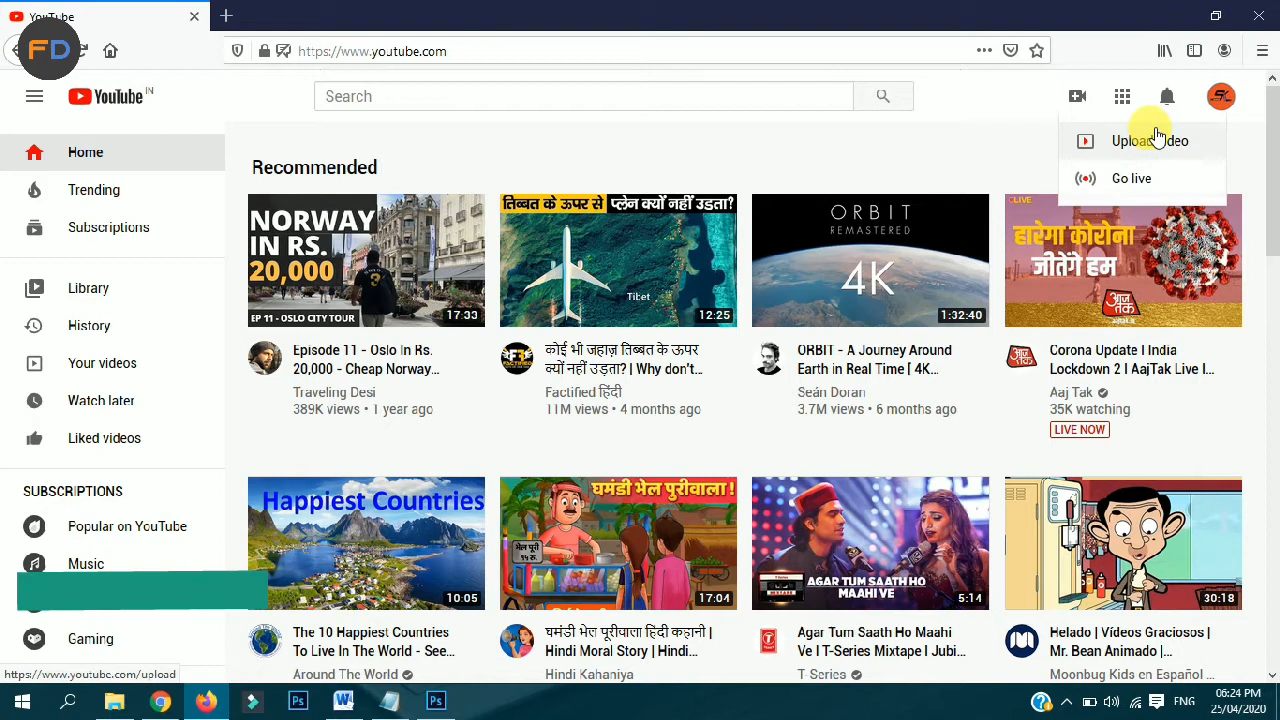 YouTube
FD
https://www.youtube.com
YouTube IN
Search
Upload video
Go live
Home
Trending
Subscriptions
Library
History
Your videos
Watch later
Liked videos
SUBSCRIPTIONS
Popular on YouTube
Music
Gaming
Recommended
NORWAY
IN RS.
20,000
EP 11 - OSLO CITY TOUR
17:33
Episode 11 - Oslo In Rs.
20,000 - Cheap Norway...
Traveling Desi
389K views • 1 year ago
तिब्बत के ऊपर से प्लेन क्यों नहीं उड़ता?
Tibet
12:25
FACTIFIED
कोई भी जहाज़ तिब्बत के ऊपर
क्यों नहीं उड़ता? | Why don't...
Factified हिंदी
11M views • 4 months ago
ORBIT
REMASTERED
4K
1:32:40
ORBIT - A Journey Around
Earth in Real Time [ 4K...
Seán Doran
3.7M views • 6 months ago
LIVE
हारेगा कोरोना
जीतेंगे हम
आज तक
Corona Update I India
Lockdown 2 I AajTak Live I...
Aaj Tak
35K watching
LIVE NOW
Happiest Countries
10:05
The 10 Happiest Countries
To Live In The World - See...
Around The World
घमंडी भेल पुरीवाला !
भेल पूरी
१५ रु.
17:04
घमंडी भेल पूरीवाला हिंदी कहानी |
Hindi Moral Story | Hindi...
Hindi Kahaniya
AGAR TUM SAATH HO
MAAHI VE
MIXTAPE
5:14
Agar Tum Saath Ho Maahi
Ve I T-Series Mixtape I Jubi...
T-Series
30:18
Helado | Vídeos Graciosos |
Mr. Bean Animado |...
Moonbug Kids en Español ...
https://www.youtube.com/upload
Ps
Ps
ENG
06:24 PM
25/04/2020